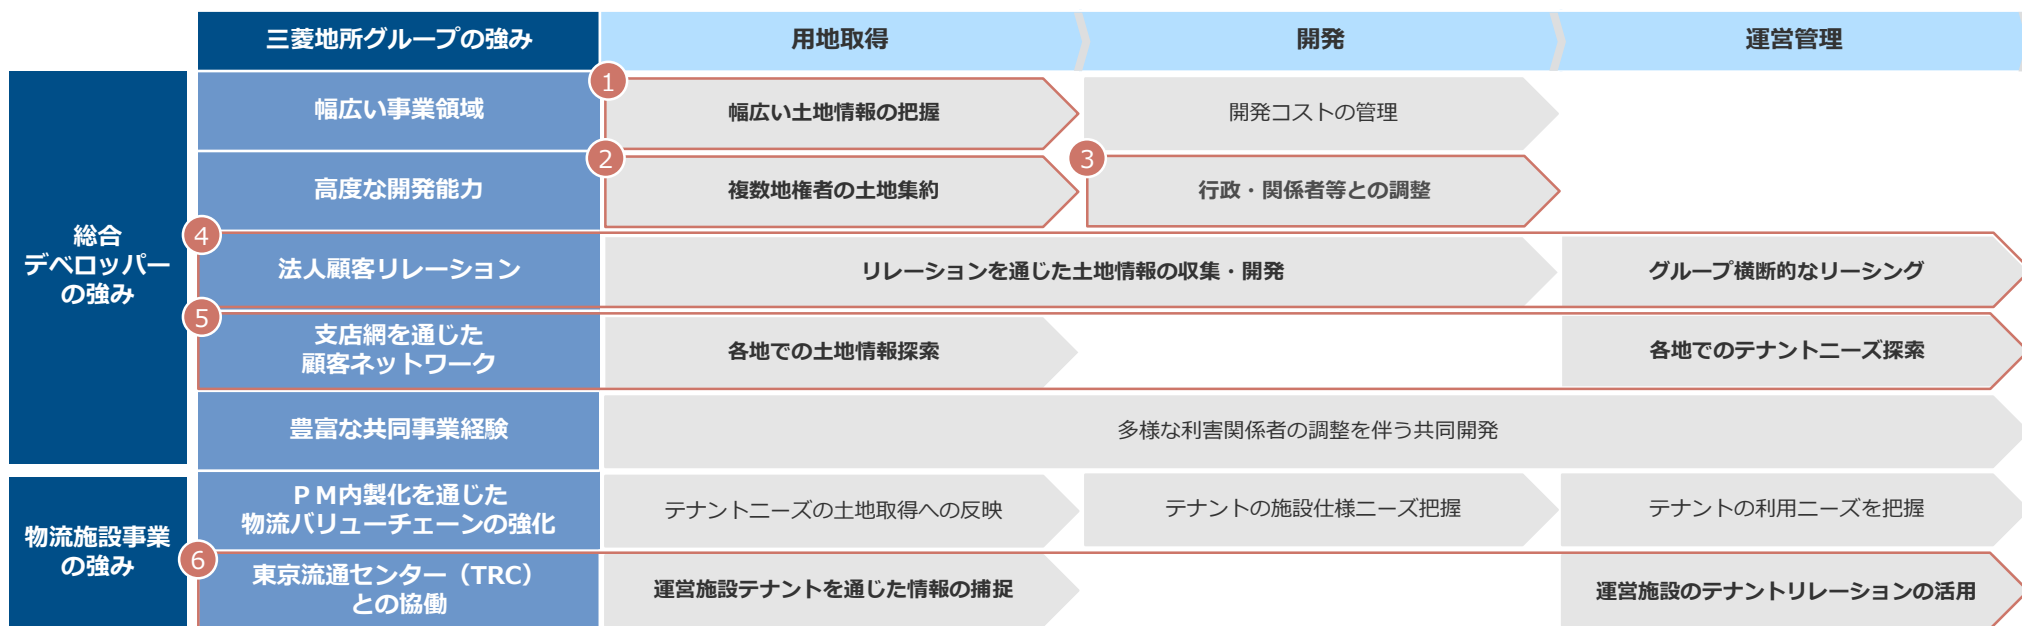 三菱地所グループの強み
用地取得
開発
運営管理
総合
デベロッパー
の強み
幅広い事業領域
1
幅広い土地情報の把握
開発コストの管理
高度な開発能力
2
複数地権者の土地集約
3
行政・関係者等との調整
4
法人顧客リレーション
リレーションを通じた土地情報の収集・開発
グループ横断的なリーシング
5
支店網を通じた
顧客ネットワーク
各地での土地情報探索
各地でのテナントニーズ探索
豊富な共同事業経験
多様な利害関係者の調整を伴う共同開発
物流施設事業
の強み
ＰＭ内製化を通じた
物流バリューチェーンの強化
テナントニーズの土地取得への反映
テナントの施設仕様ニーズ把握
テナントの利用ニーズを把握
6
東京流通センター（TRC）
との協働
運営施設テナントを通じた情報の捕捉
運営施設のテナントリレーションの活用